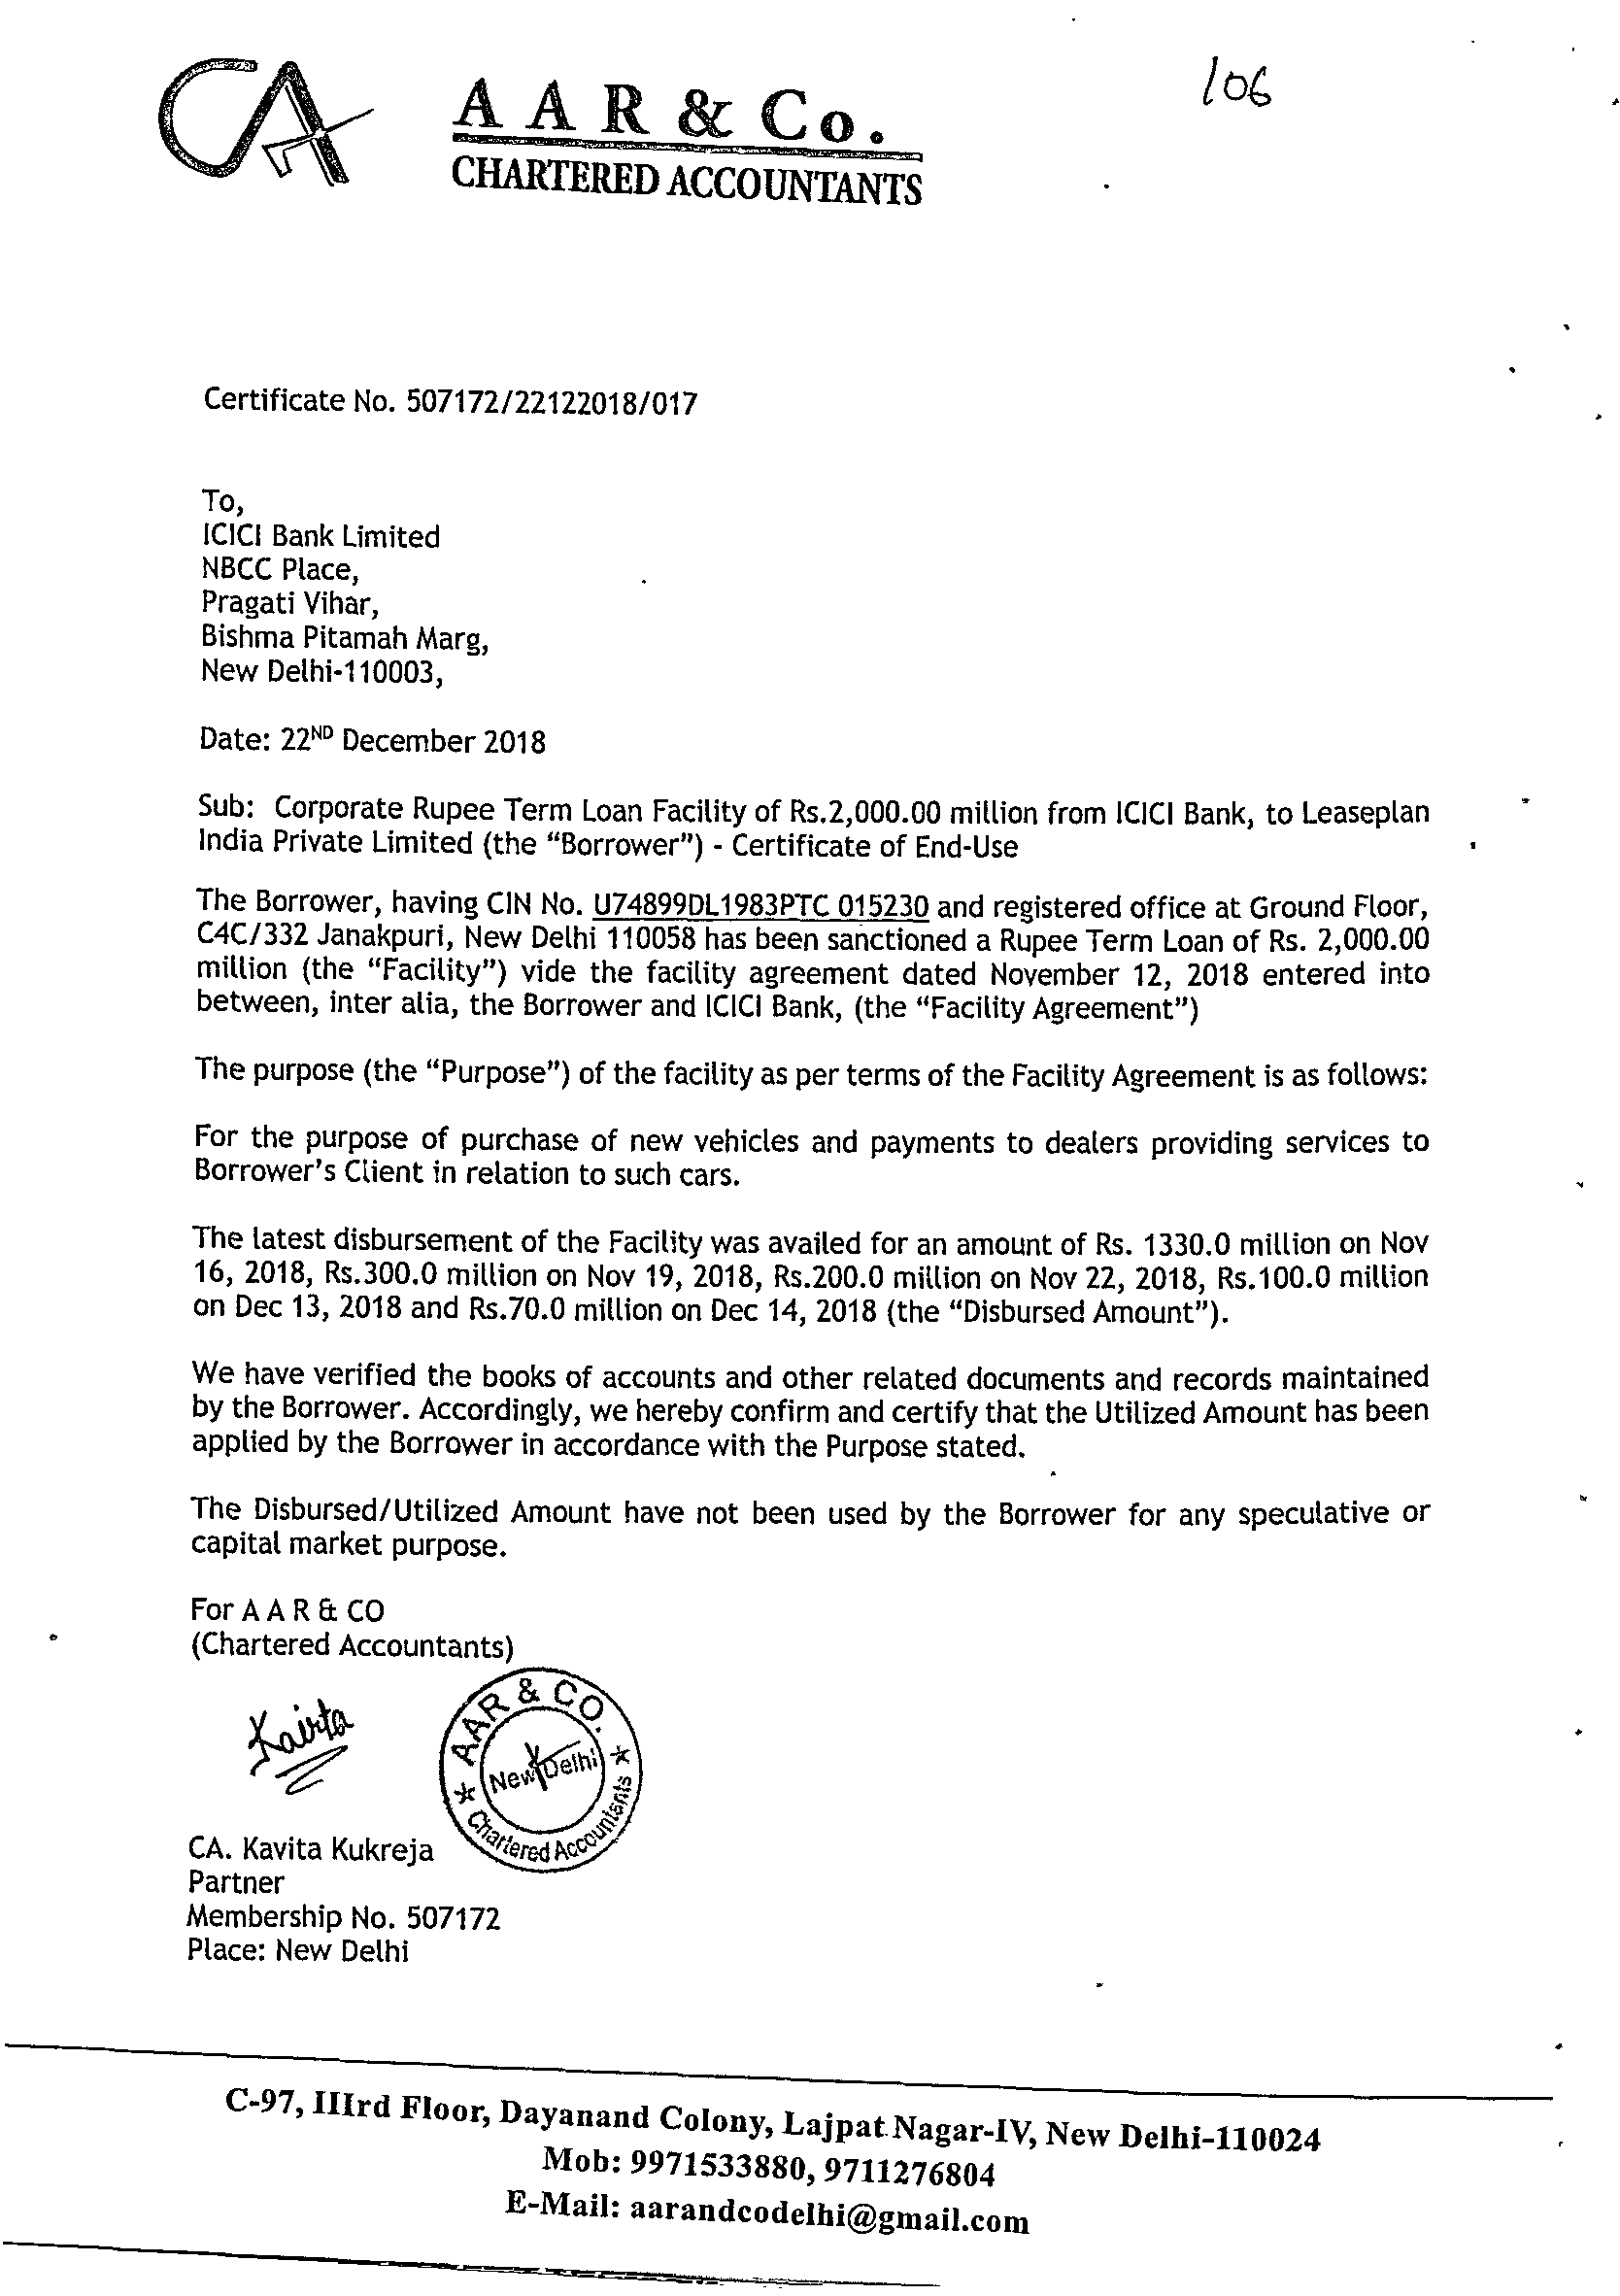 CA
A A R & Co.
CHARTERED ACCOUNTANTS
106
Certificate No. 507172/22122018/017
To,
ICICI Bank Limited
NBCC Place,
Pragati Vihar,
Bishma Pitamah Marg,
New Delhi-110003,
Date: 22ND December 2018
Sub: Corporate Rupee Term Loan Facility of Rs.2,000.00 million from ICICI Bank, to Leaseplan
India Private Limited (the “Borrower”) - Certificate of End-Use
The Borrower, having CIN No. U74899DL1983PTC 015230 and registered office at Ground Floor,
C4C/332 Janakpuri, New Delhi 110058 has been sanctioned a Rupee Term Loan of Rs. 2,000.00
million (the “Facility”) vide the facility agreement dated November 12, 2018 entered into
between, inter alia, the Borrower and ICICI Bank, (the “Facility Agreement”)
The purpose (the “Purpose”) of the facility as per terms of the Facility Agreement is as follows:
For the purpose of purchase of new vehicles and payments to dealers providing services to
Borrower’s Client in relation to such cars.
The latest disbursement of the Facility was availed for an amount of Rs. 1330.0 million on Nov
16, 2018, Rs.300.0 million on Nov 19, 2018, Rs.200.0 million on Nov 22, 2018, Rs.100.0 million
on Dec 13, 2018 and Rs.70.0 million on Dec 14, 2018 (the “Disbursed Amount”).
We have verified the books of accounts and other related documents and records maintained
by the Borrower. Accordingly, we hereby confirm and certify that the Utilized Amount has been
applied by the Borrower in accordance with the Purpose stated.
The Disbursed/Utilized Amount have not been used by the Borrower for any speculative or
capital market purpose.
For A A R & CO
(Chartered Accountants)
Kavita
AAR & CO.
New Delhi
Chartered Accountants
CA. Kavita Kukreja
Partner
Membership No. 507172
Place: New Delhi
C-97, IIIrd Floor, Dayanand Colony, Lajpat Nagar-IV, New Delhi-110024
Mob: 9971533880, 9711276804
E-Mail: aarandcodelhi@gmail.com